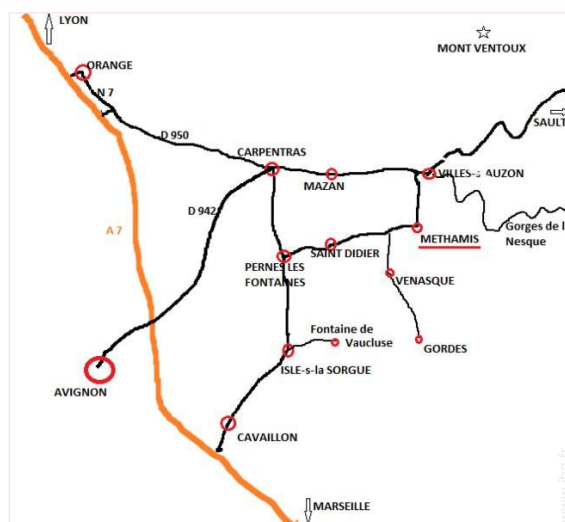 LYON
MONT VENTOUX
ORANGE
N 7
SAULT
D 950
CARPENTRAS
MAZAN
VILLES-s-AUZON
D 942
Gorges de la
Nesque
A 7
METHAMIS
SAINT DIDIER
PERNES LES
FONTAINES
VENASQUE
Fontaine de
Vaucluse
GORDES
ISLE-s-la SORGUE
AVIGNON
CAVAILLON
MARSEILLE